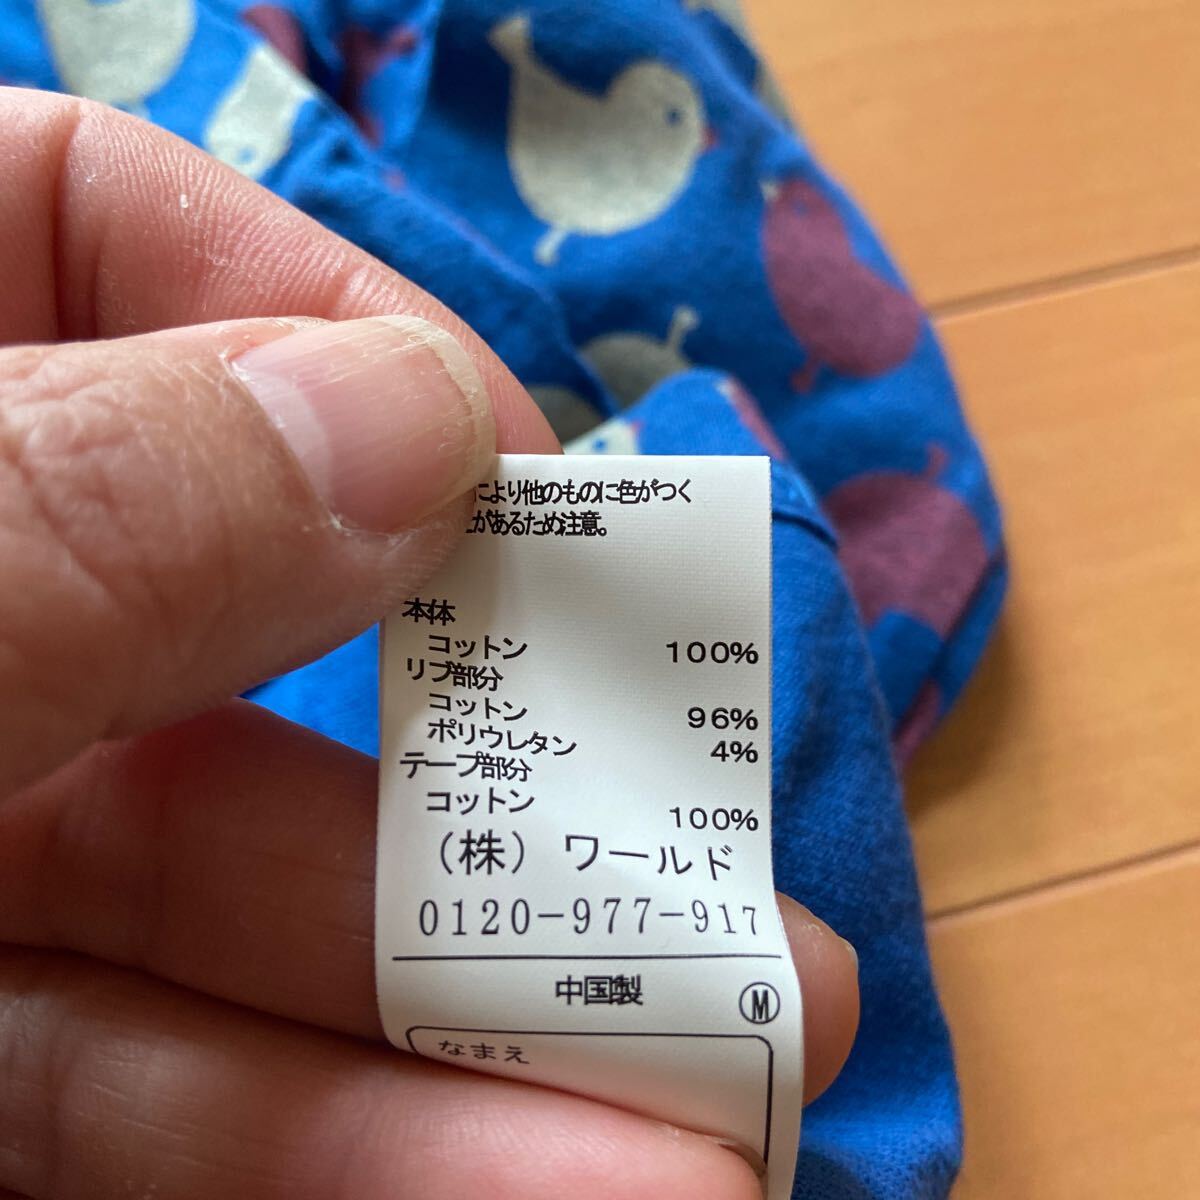 により他のものに色がつく
があるため注意。
本体
コットン 100%
リブ部分
コットン 96%
ポリウレタン 4%
テープ部分
コットン 100%
(株) ワールド
0120-977-917
中国製 Ⓜ
なまえ